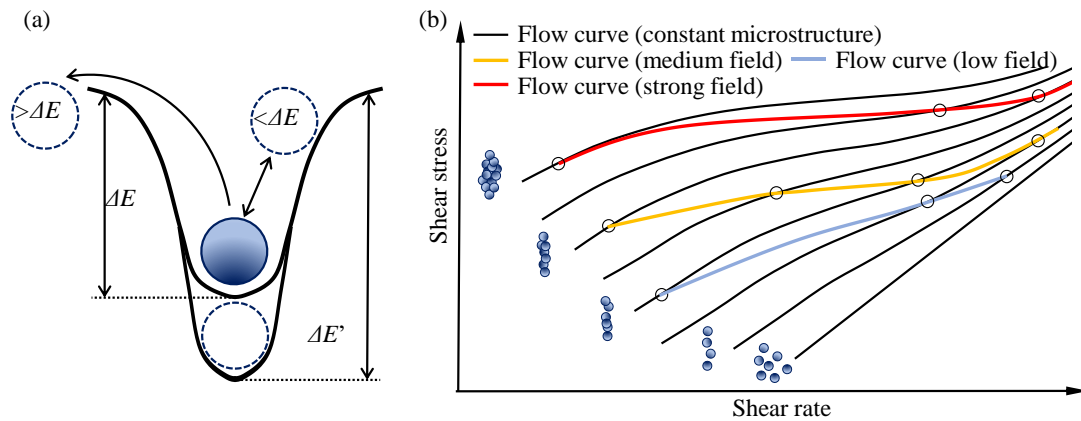 (a)
>ΔE
<ΔE
ΔE
ΔE’
(b)
Flow curve (constant microstructure)
Flow curve (medium field)
Flow curve (low field)
Flow curve (strong field)
Shear stress
Shear rate